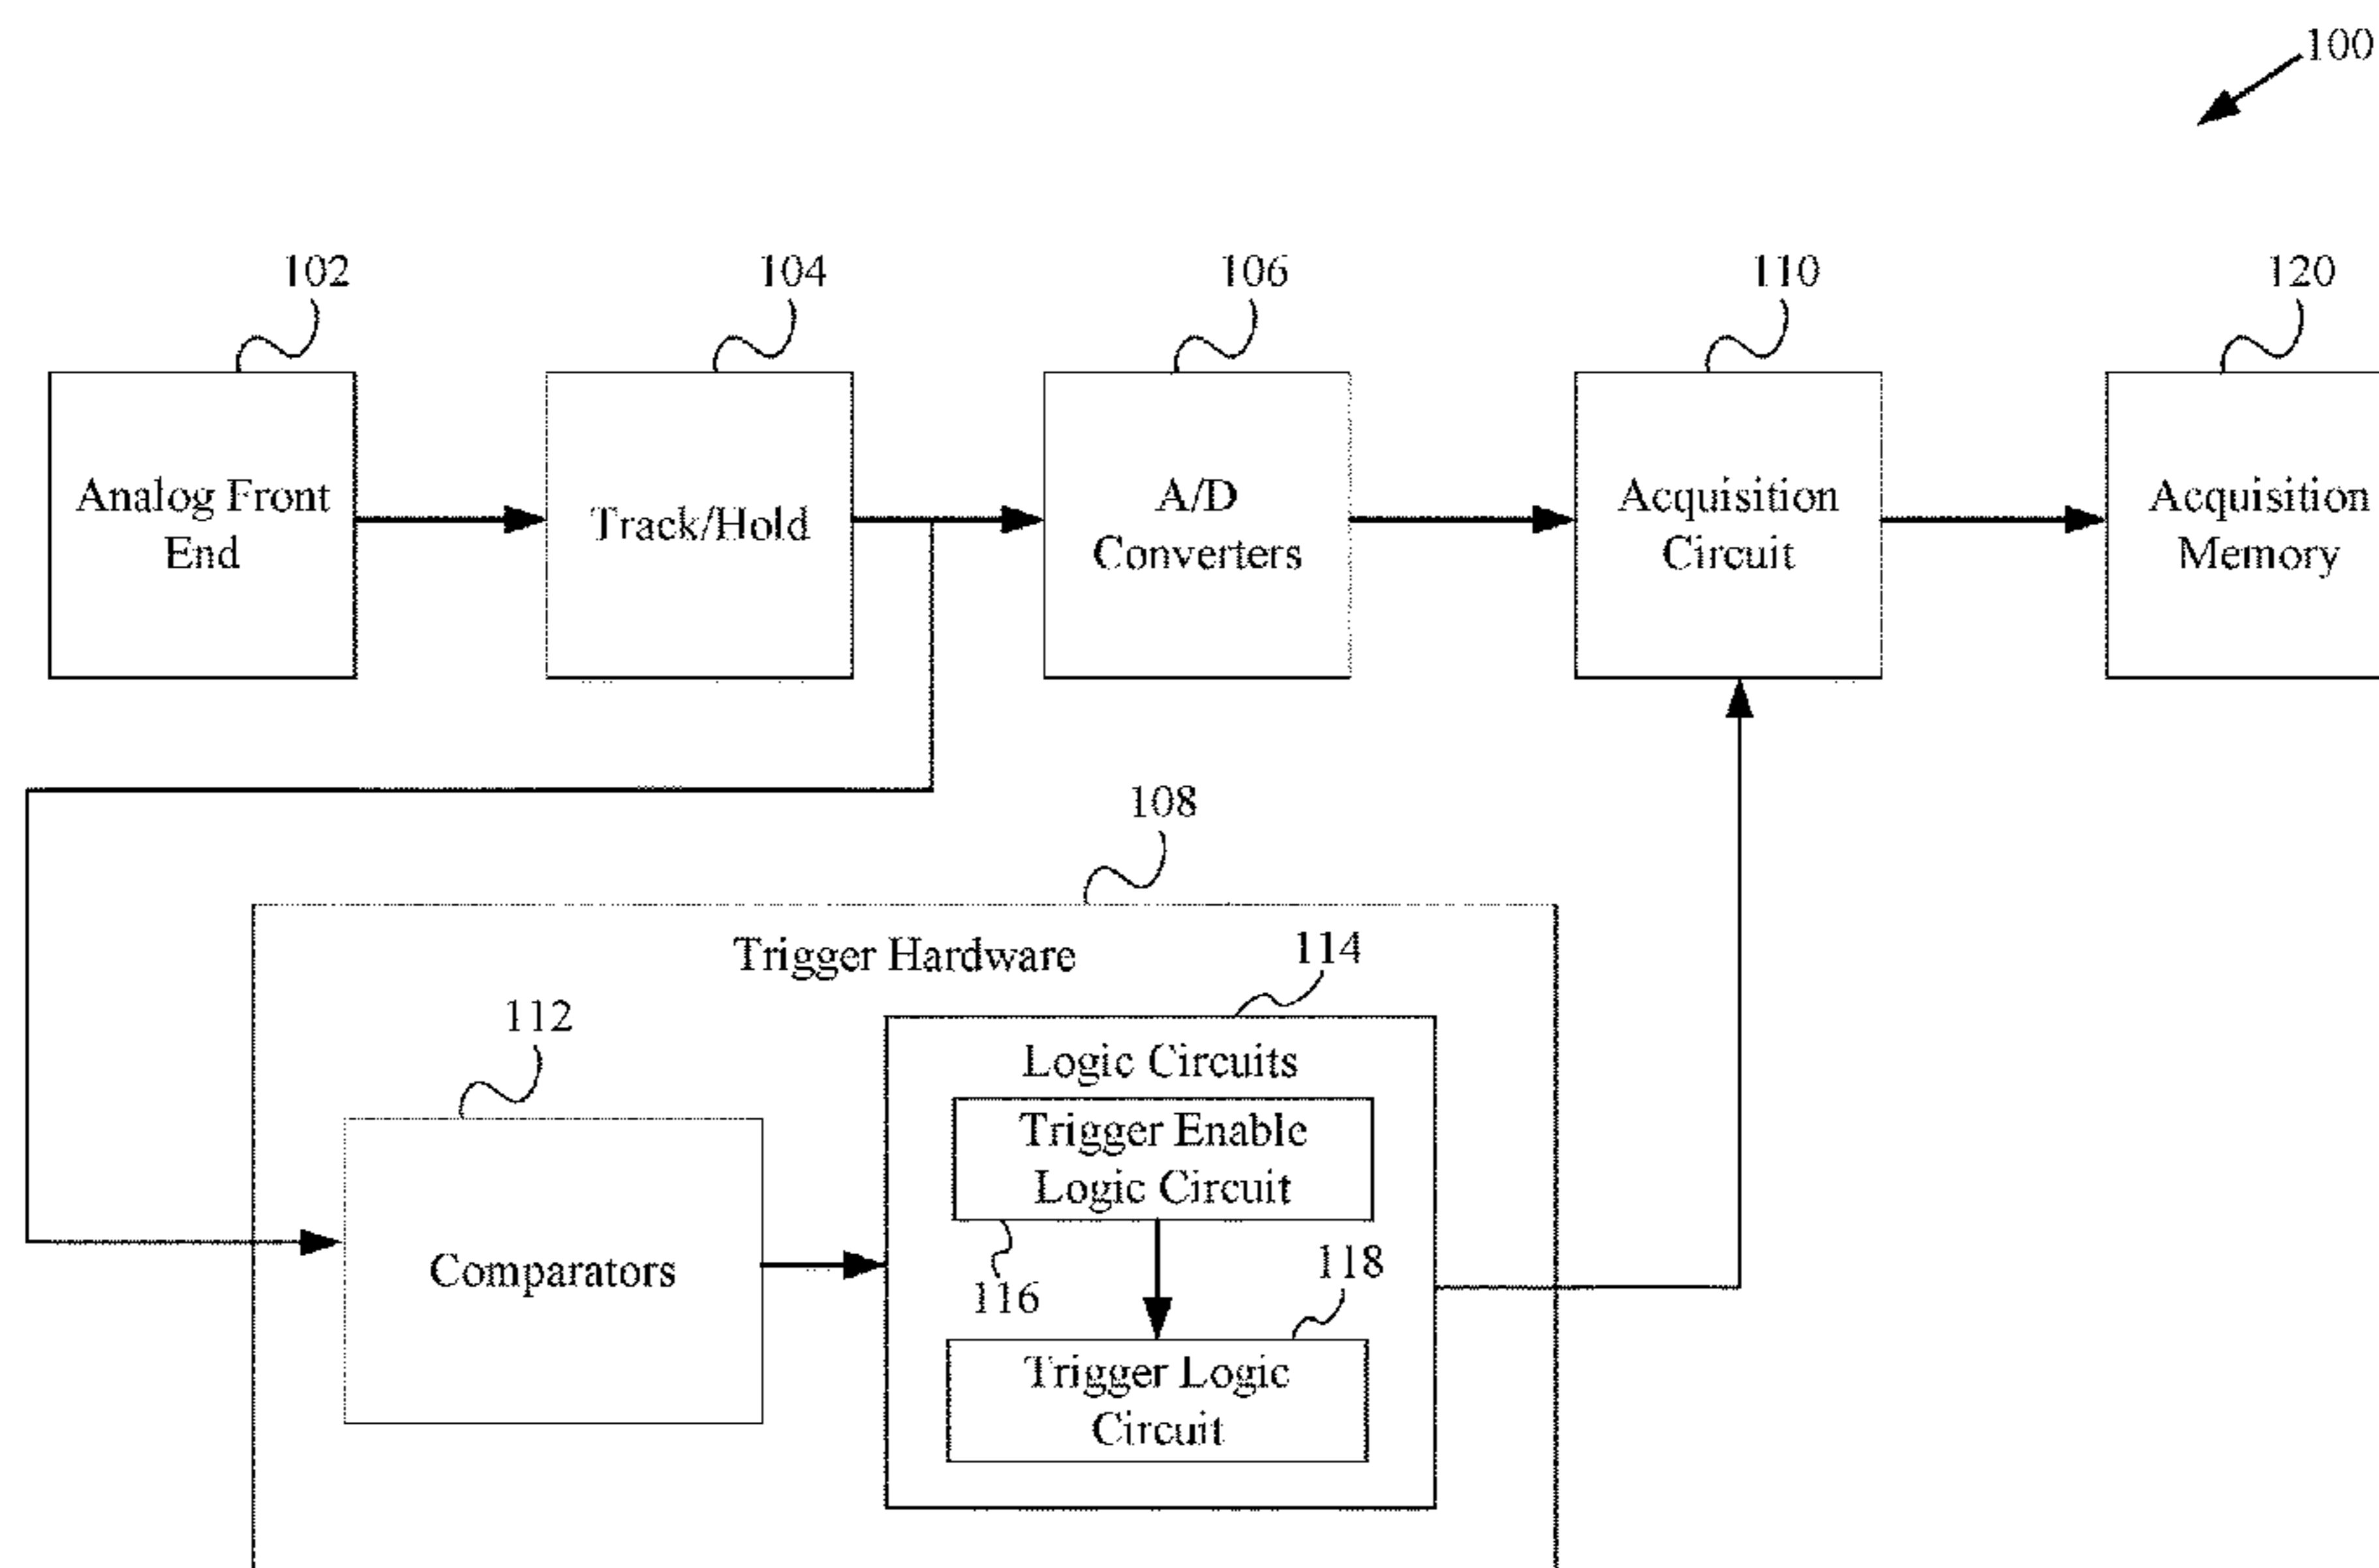 100
102
104
106
110
120
Analog Front
End
Track/Hold
A/D
Converters
Acquisition
Circuit
Acquisition
Memory
108
Trigger Hardware
114
112
Logic Circuits
Trigger Enable
Logic Circuit
Comparators
116
118
Trigger Logic
Circuit